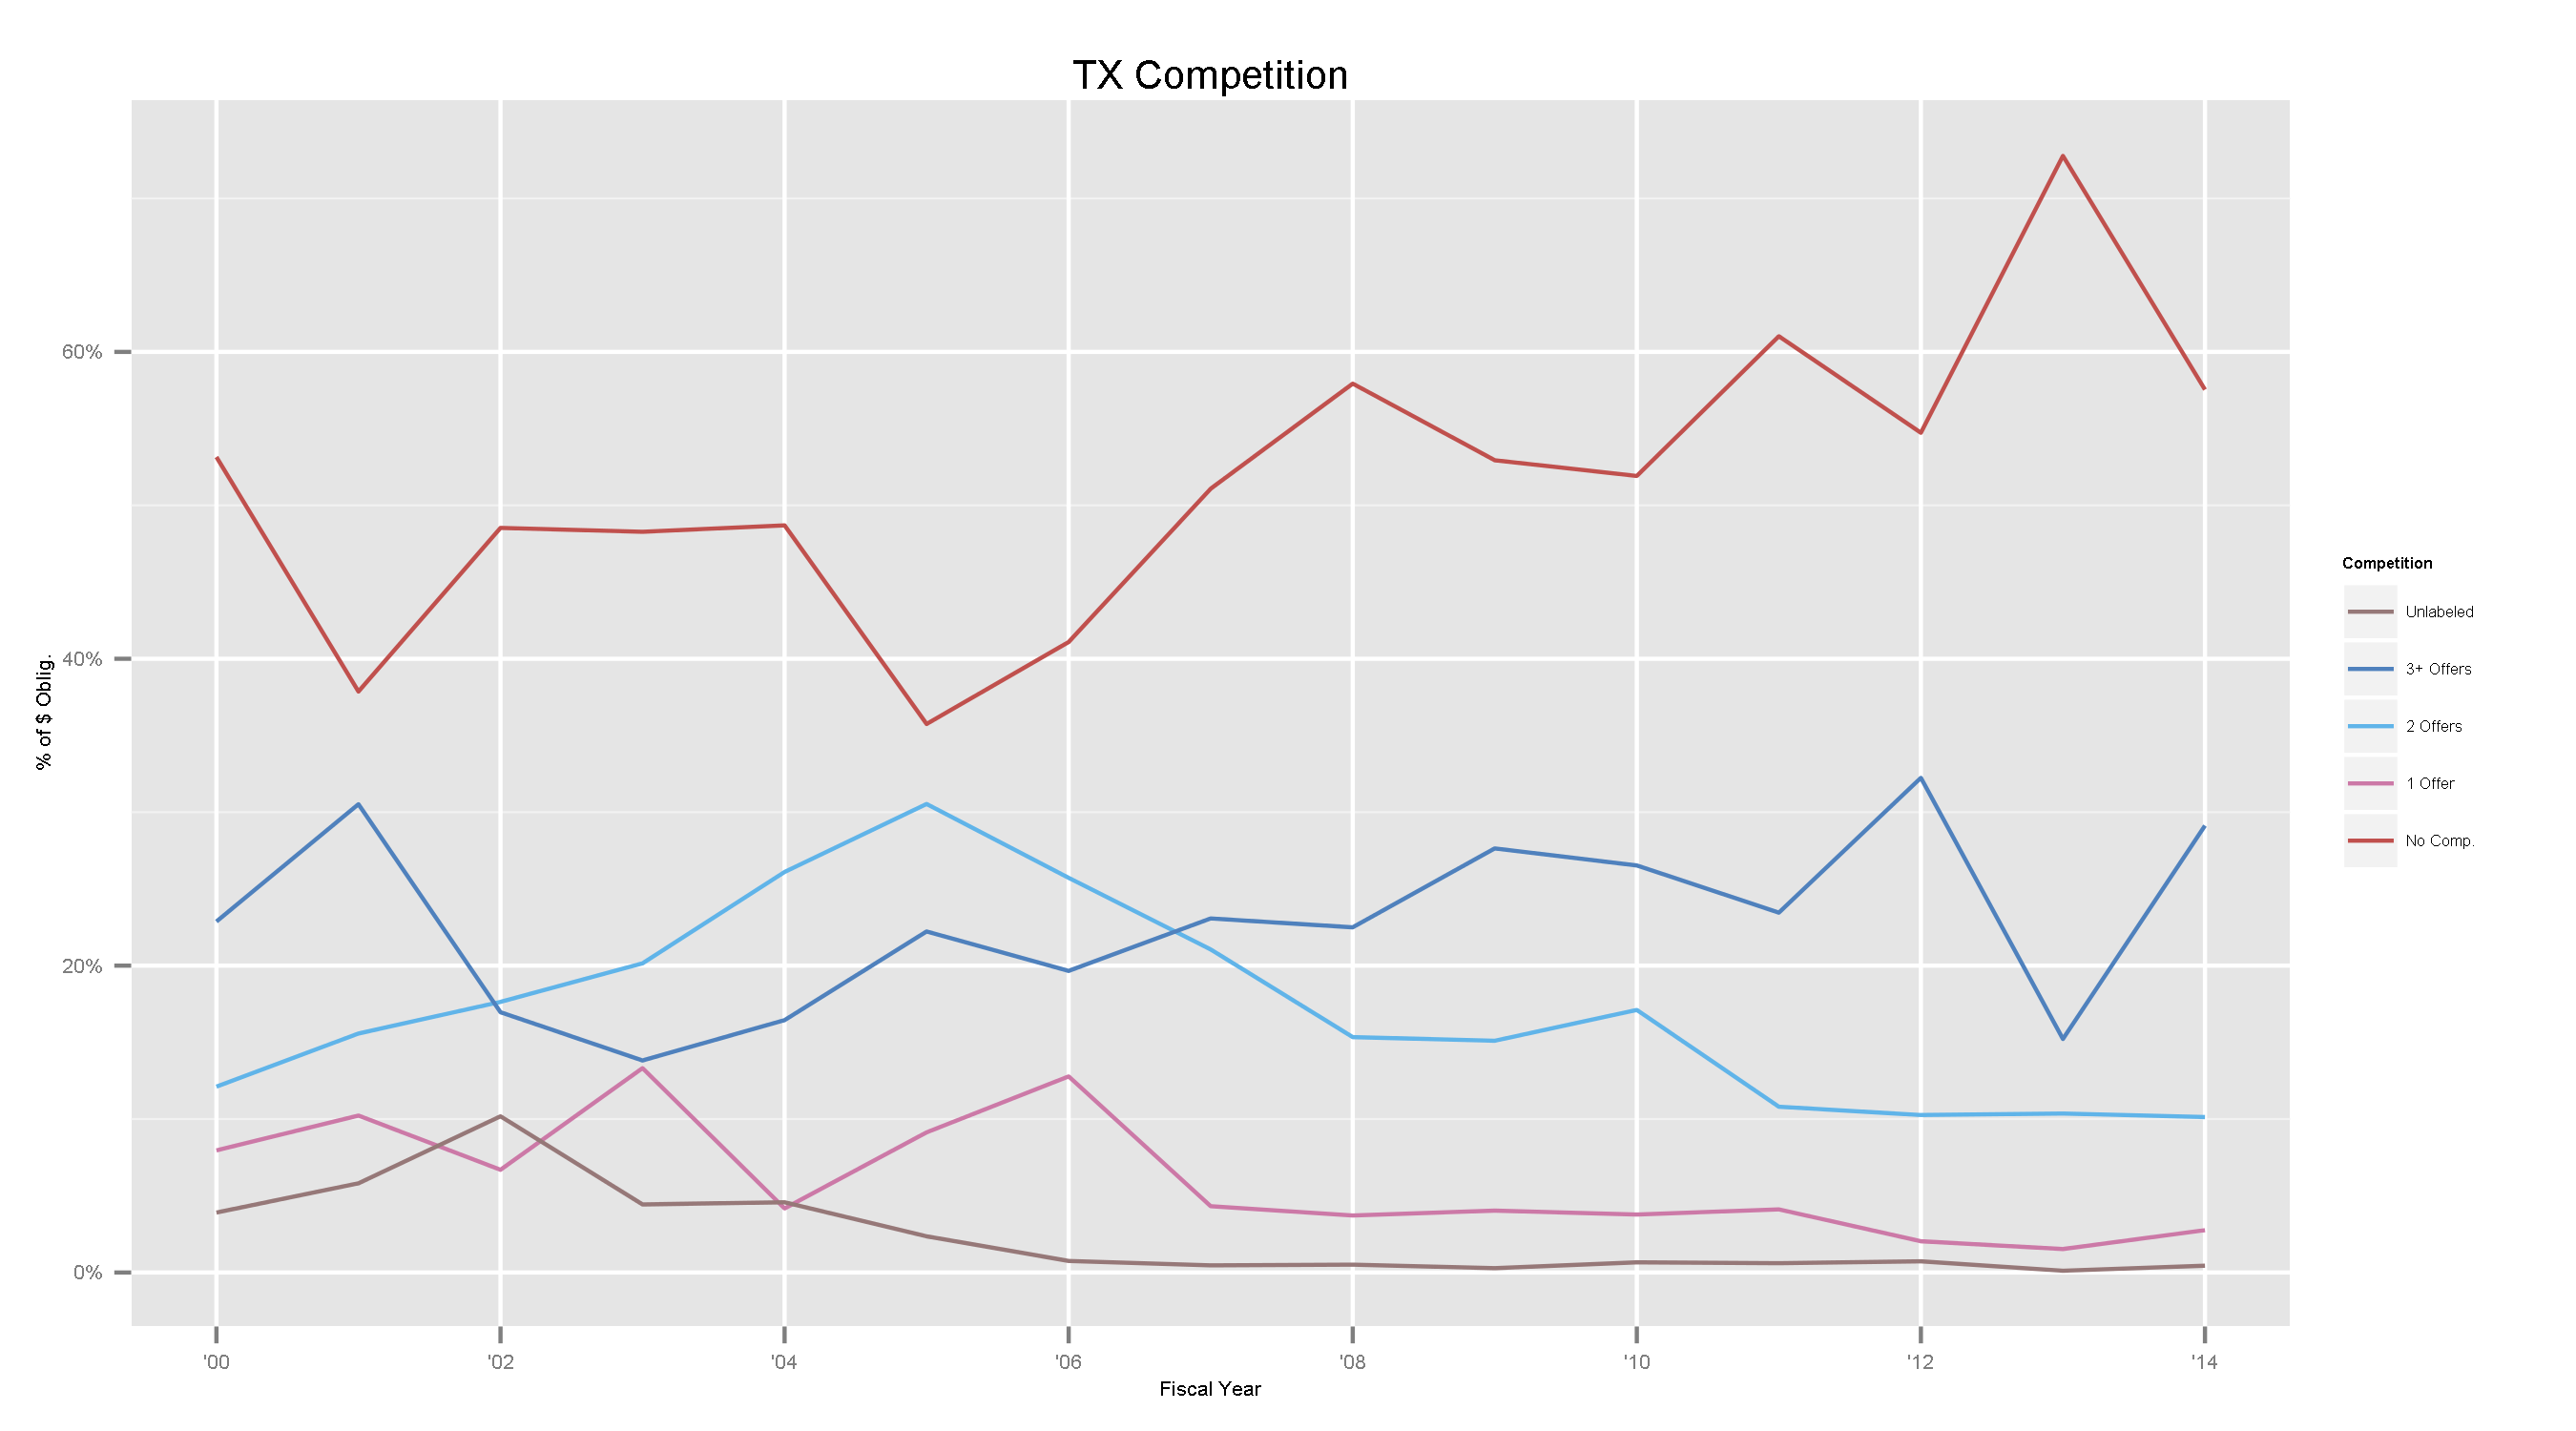 TX Competition
60%
40%
20%
0%
% of $ Oblig.
'00 '02 '04 '06 '08 '10 '12 '14
Fiscal Year
Competition
Unlabeled
3+ Offers
2 Offers
1 Offer
No Comp.